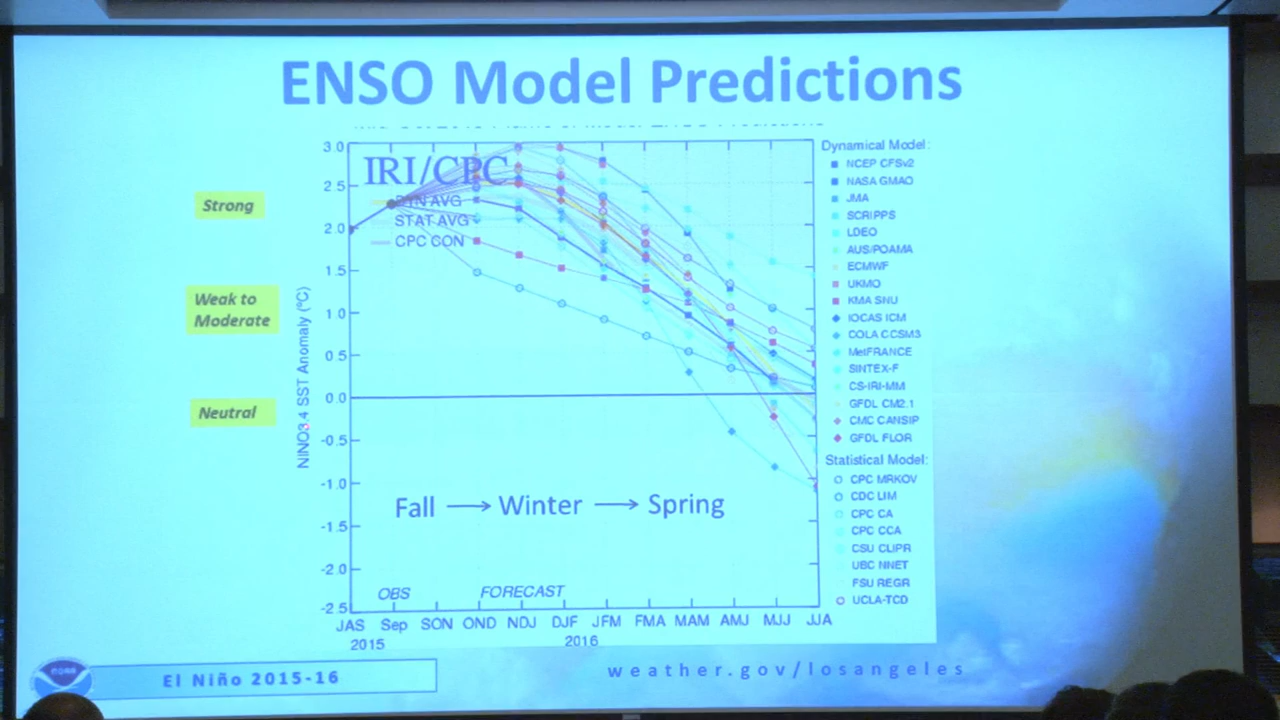 ENSO Model Predictions
IRI/CPC
DYN AVG
STAT AVG
CPC CON
3.0
2.5
2.0
1.5
1.0
0.5
0.0
-0.5
-1.0
-1.5
-2.0
-2.5
NINO3.4 SST Anomaly (°C)
Strong
Weak to
Moderate
Neutral
Fall → Winter → Spring
OBS FORECAST
JAS Sep SON OND NDJ DJF JFM FMA MAM AMJ MJJ JJA
2015 2016
Dynamical Model:
NCEP CFSv2
NASA GMAO
JMA
SCRIPPS
LDEO
AUS/POAMA
ECMWF
UKMO
KMA SNU
IOCAS ICM
COLA CCSM3
MetFRANCE
SINTEX-F
CS-IRI-MM
GFDL CM2.1
CMC CANSIP
GFDL FLOR
Statistical Model:
CPC MRKOV
CDC LIM
CPC CA
CPC CCA
CSU CLIPR
UBC NNET
FSU REGR
UCLA-TCD
El Niño 2015-16
weather.gov/losangeles